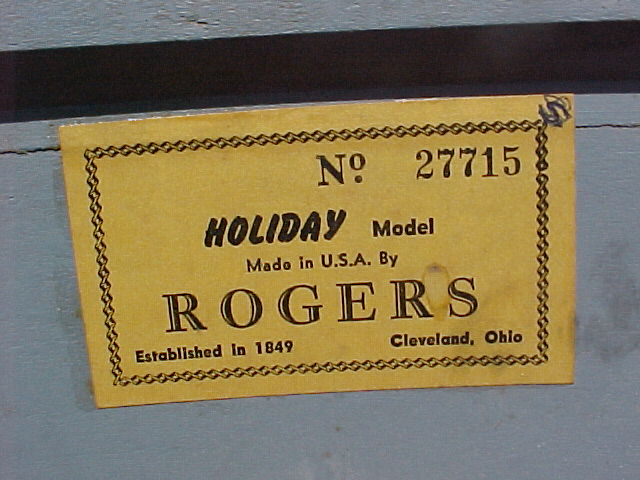 Nº 27715
HOLIDAY Model
Made in U.S.A. By
ROGERS
Established in 1849 Cleveland, Ohio